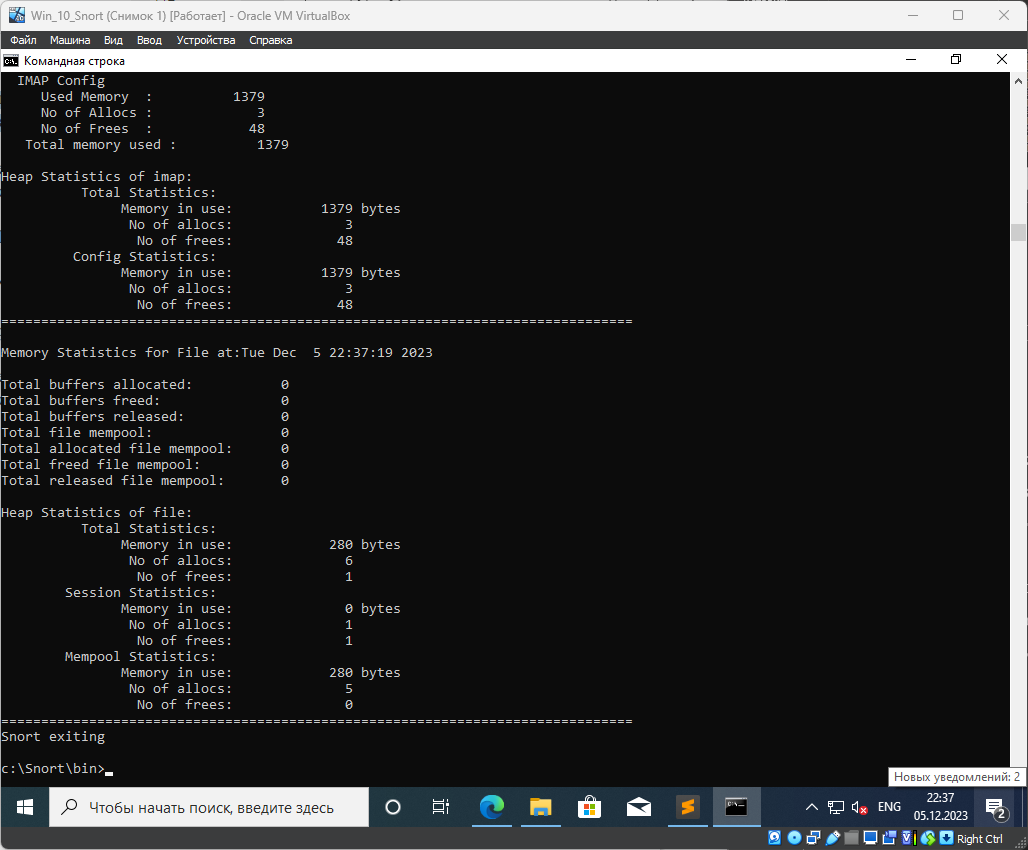 Win_10_Snort (Снимок 1) [Работает] - Oracle VM VirtualBox
Файл Машина Вид Ввод Устройства Справка
Командная строка
IMAP Config
Used Memory : 1379
No of Allocs : 3
No of Frees : 48
Total memory used : 1379
Heap Statistics of imap:
Total Statistics:
Memory in use: 1379 bytes
No of allocs: 3
No of frees: 48
Config Statistics:
Memory in use: 1379 bytes
No of allocs: 3
No of frees: 48
===============================================================================
Memory Statistics for File at:Tue Dec  5 22:37:19 2023
Total buffers allocated: 0
Total buffers freed: 0
Total buffers released: 0
Total file mempool: 0
Total allocated file mempool: 0
Total freed file mempool: 0
Total released file mempool: 0
Heap Statistics of file:
Total Statistics:
Memory in use: 280 bytes
No of allocs: 6
No of frees: 1
Session Statistics:
Memory in use: 0 bytes
No of allocs: 1
No of frees: 1
Mempool Statistics:
Memory in use: 280 bytes
No of allocs: 5
No of frees: 0
===============================================================================
Snort exiting
c:\Snort\bin>
Новых уведомлений: 2
Чтобы начать поиск, введите здесь
ENG
22:37
05.12.2023
2
Right Ctrl